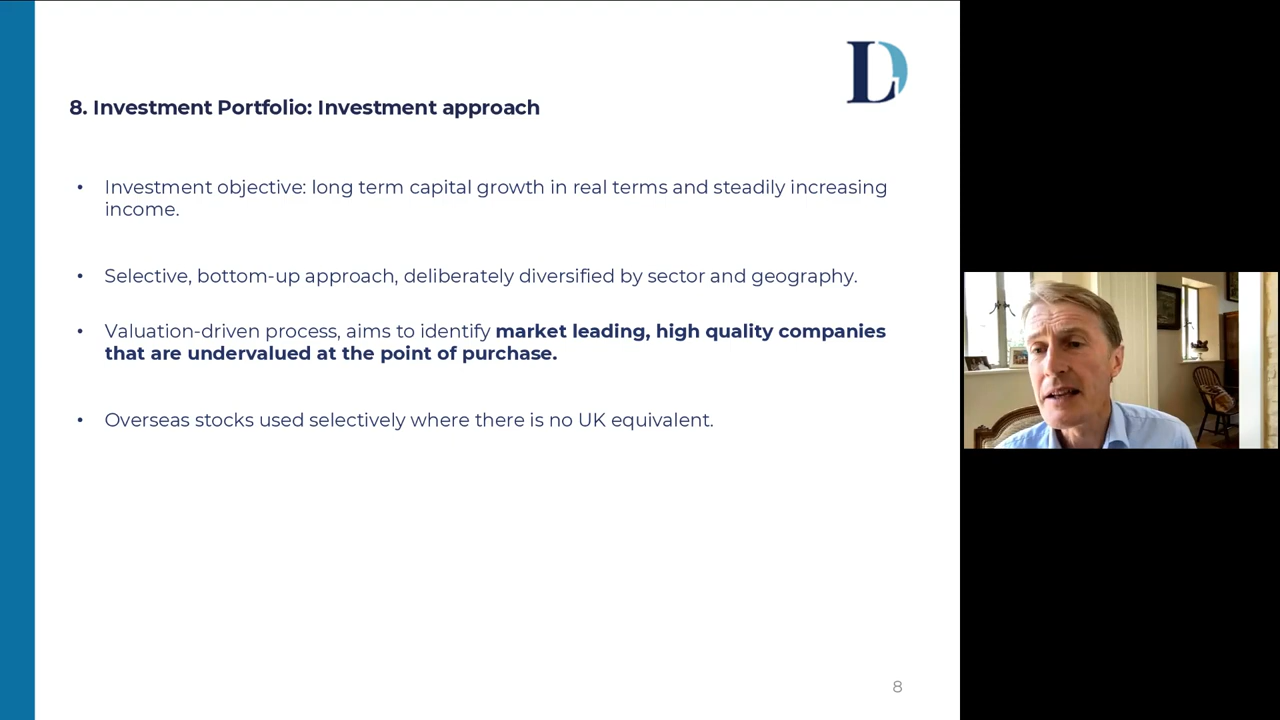 LD
8. Investment Portfolio: Investment approach
• Investment objective: long term capital growth in real terms and steadily increasing
income.
• Selective, bottom-up approach, deliberately diversified by sector and geography.
• Valuation-driven process, aims to identify market leading, high quality companies
that are undervalued at the point of purchase.
• Overseas stocks used selectively where there is no UK equivalent.
8